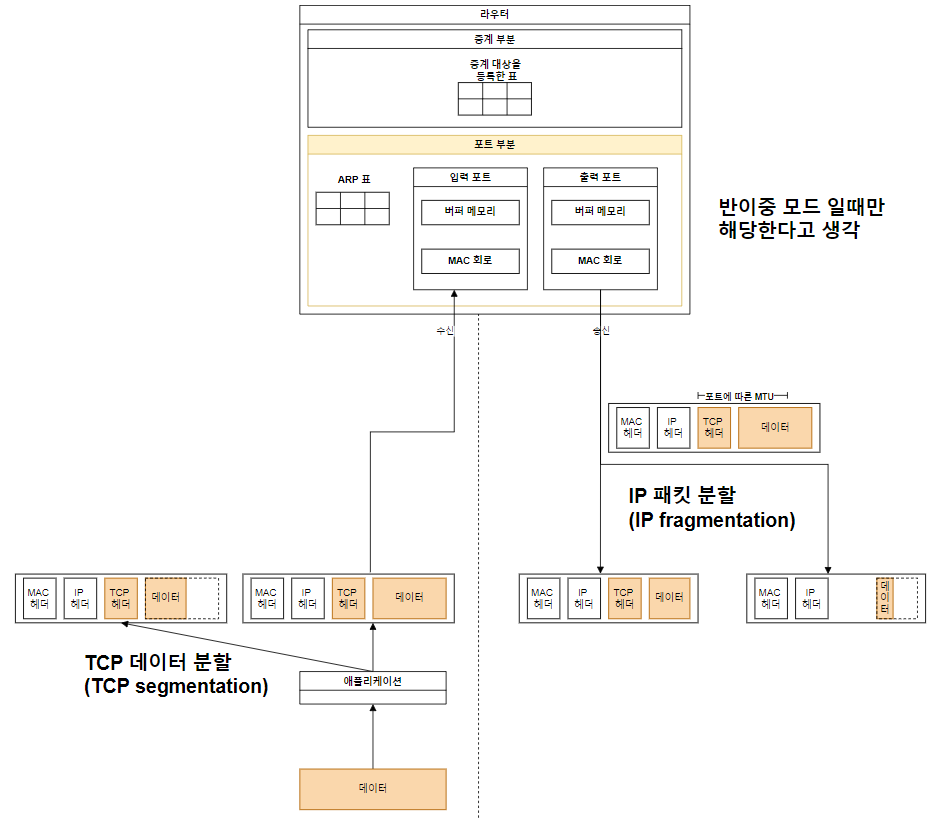 라우터
중계 부분
중계 대상을
등록한 표
포트 부분
ARP 표
입력 포트
버퍼 메모리
MAC 회로
출력 포트
버퍼 메모리
MAC 회로
반이중 모드 일때만
해당한다고 생각
수신
송신
포트에 따른 MTU
MAC
헤더
IP
헤더
TCP
헤더
데이터
IP 패킷 분할
(IP fragmentation)
MAC
헤더
IP
헤더
TCP
헤더
데이터
MAC
헤더
IP
헤더
TCP
헤더
데이터
MAC
헤더
IP
헤더
TCP
헤더
데이터
MAC
헤더
IP
헤더
데
이
터
TCP 데이터 분할
(TCP segmentation)
애플리케이션
데이터